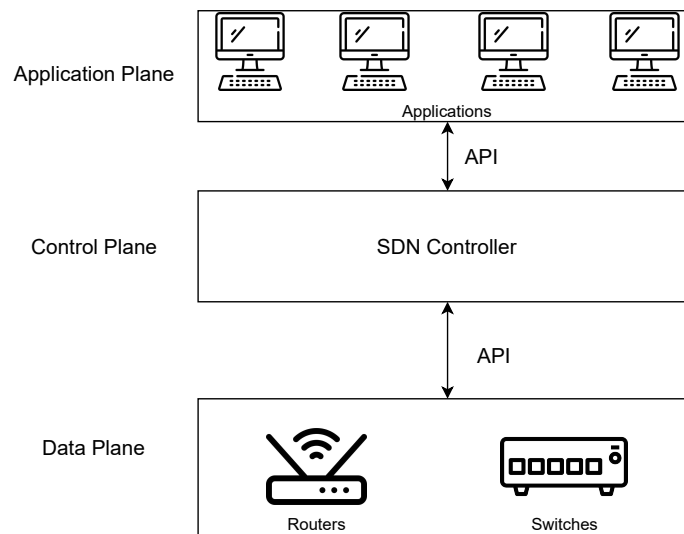 Application Plane
Applications
API
Control Plane
SDN Controller
API
Data Plane
Routers
Switches